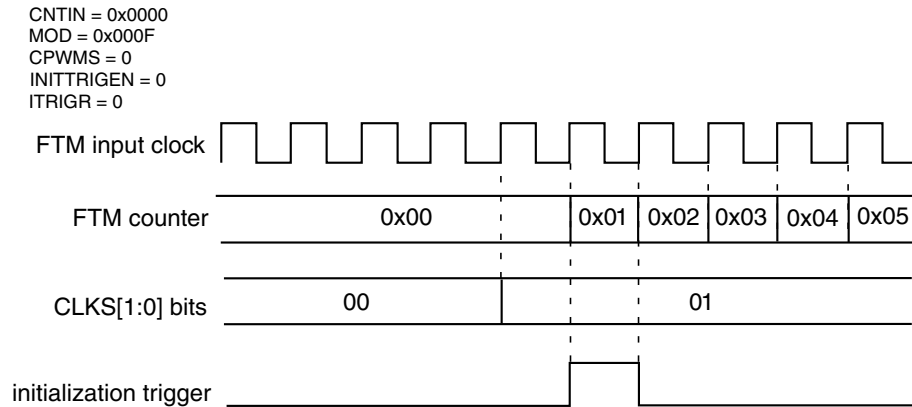 CNTIN = 0x0000
MOD = 0x000F
CPWMS = 0
INITTRIGEN = 0
ITRIGR = 0
FTM input clock
FTM counter 0x00 0x01 0x02 0x03 0x04 0x05
CLKS[1:0] bits 00 01
initialization trigger